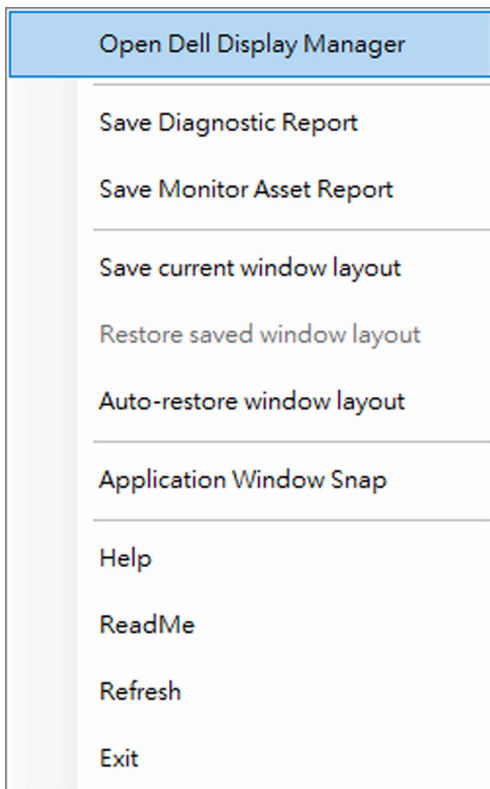 Open Dell Display Manager
Save Diagnostic Report
Save Monitor Asset Report
Save current window layout
Restore saved window layout
Auto-restore window layout
Application Window Snap
Help
ReadMe
Refresh
Exit